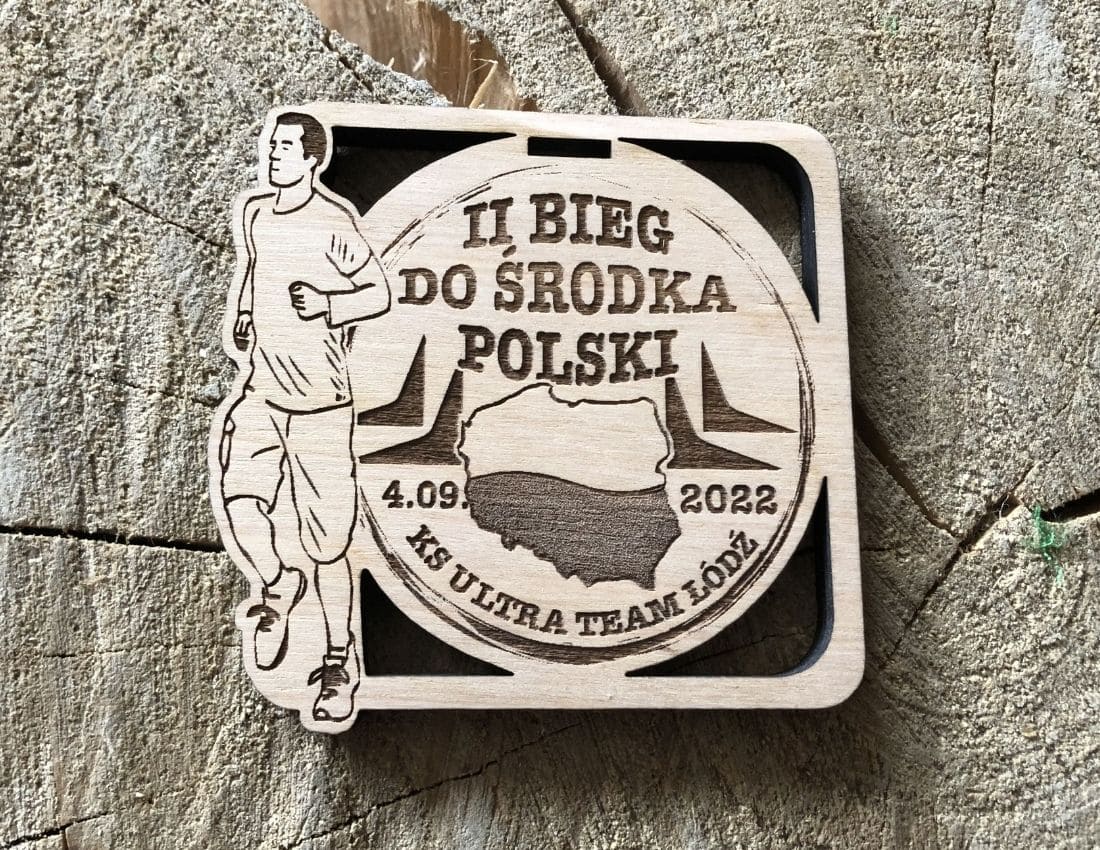 II BIEG
DO ŚRODKA
POLSKI
4.09. 2022
KS ULTRA TEAM ŁÓDŹ